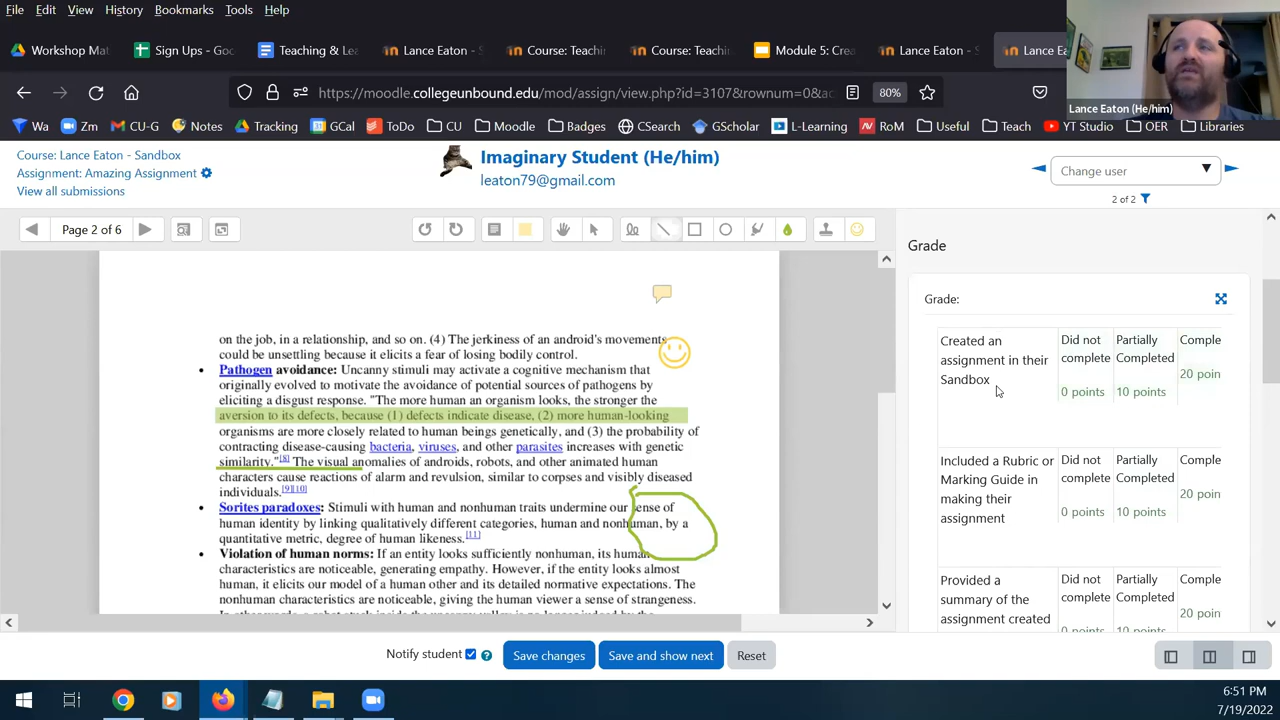 File Edit View History Bookmarks Tools Help
Workshop Mat Sign Ups - Goo Teaching & Lea Lance Eaton - S Course: Teachi Course: Teachi Module 5: Crea Lance Eaton - S Lance Ea
https://moodle.collegeunbound.edu/mod/assign/view.php?id=3107&rownum=0&ac 80%
Lance Eaton (He/him)
Wa Zm CU-G Notes Tracking GCal ToDo CU Moodle Badges CSearch GScholar L-Learning RoM Useful Teach YT Studio OER Libraries
Course: Lance Eaton - Sandbox
Assignment: Amazing Assignment
View all submissions
Imaginary Student (He/him)
leaton79@gmail.com
Change user
2 of 2
Page 2 of 6
on the job, in a relationship, and so on. (4) The jerkiness of an android's movements
could be unsettling because it elicits a fear of losing bodily control.
Pathogen avoidance: Uncanny stimuli may activate a cognitive mechanism that
originally evolved to motivate the avoidance of potential sources of pathogens by
eliciting a disgust response. "The more human an organism looks, the stronger the
aversion to its defects, because (1) defects indicate disease, (2) more human-looking
organisms are more closely related to human beings genetically, and (3) the probability of
contracting disease-causing bacteria, viruses, and other parasites increases with genetic
similarity."[8] The visual anomalies of androids, robots, and other animated human
characters cause reactions of alarm and revulsion, similar to corpses and visibly diseased
individuals.[9][10]
Sorites paradoxes: Stimuli with human and nonhuman traits undermine our sense of
human identity by linking qualitatively different categories, human and nonhuman, by a
quantitative metric, degree of human likeness.[11]
Violation of human norms: If an entity looks sufficiently nonhuman, its human
characteristics are noticeable, generating empathy. However, if the entity looks almost
human, it elicits our model of a human other and its detailed normative expectations. The
nonhuman characteristics are noticeable, giving the human viewer a sense of strangeness.
Grade
Grade:
Created an
assignment in their
Sandbox
Did not
complete
0 points
Partially
Completed
10 points
Comple
20 poin
Included a Rubric or
Marking Guide in
making their
assignment
Did not
complete
0 points
Partially
Completed
10 points
Comple
20 poin
Provided a
summary of the
assignment created
Did not
complete
0 points
Partially
Completed
10 points
Comple
20 poin
Notify student Save changes Save and show next Reset
6:51 PM
7/19/2022